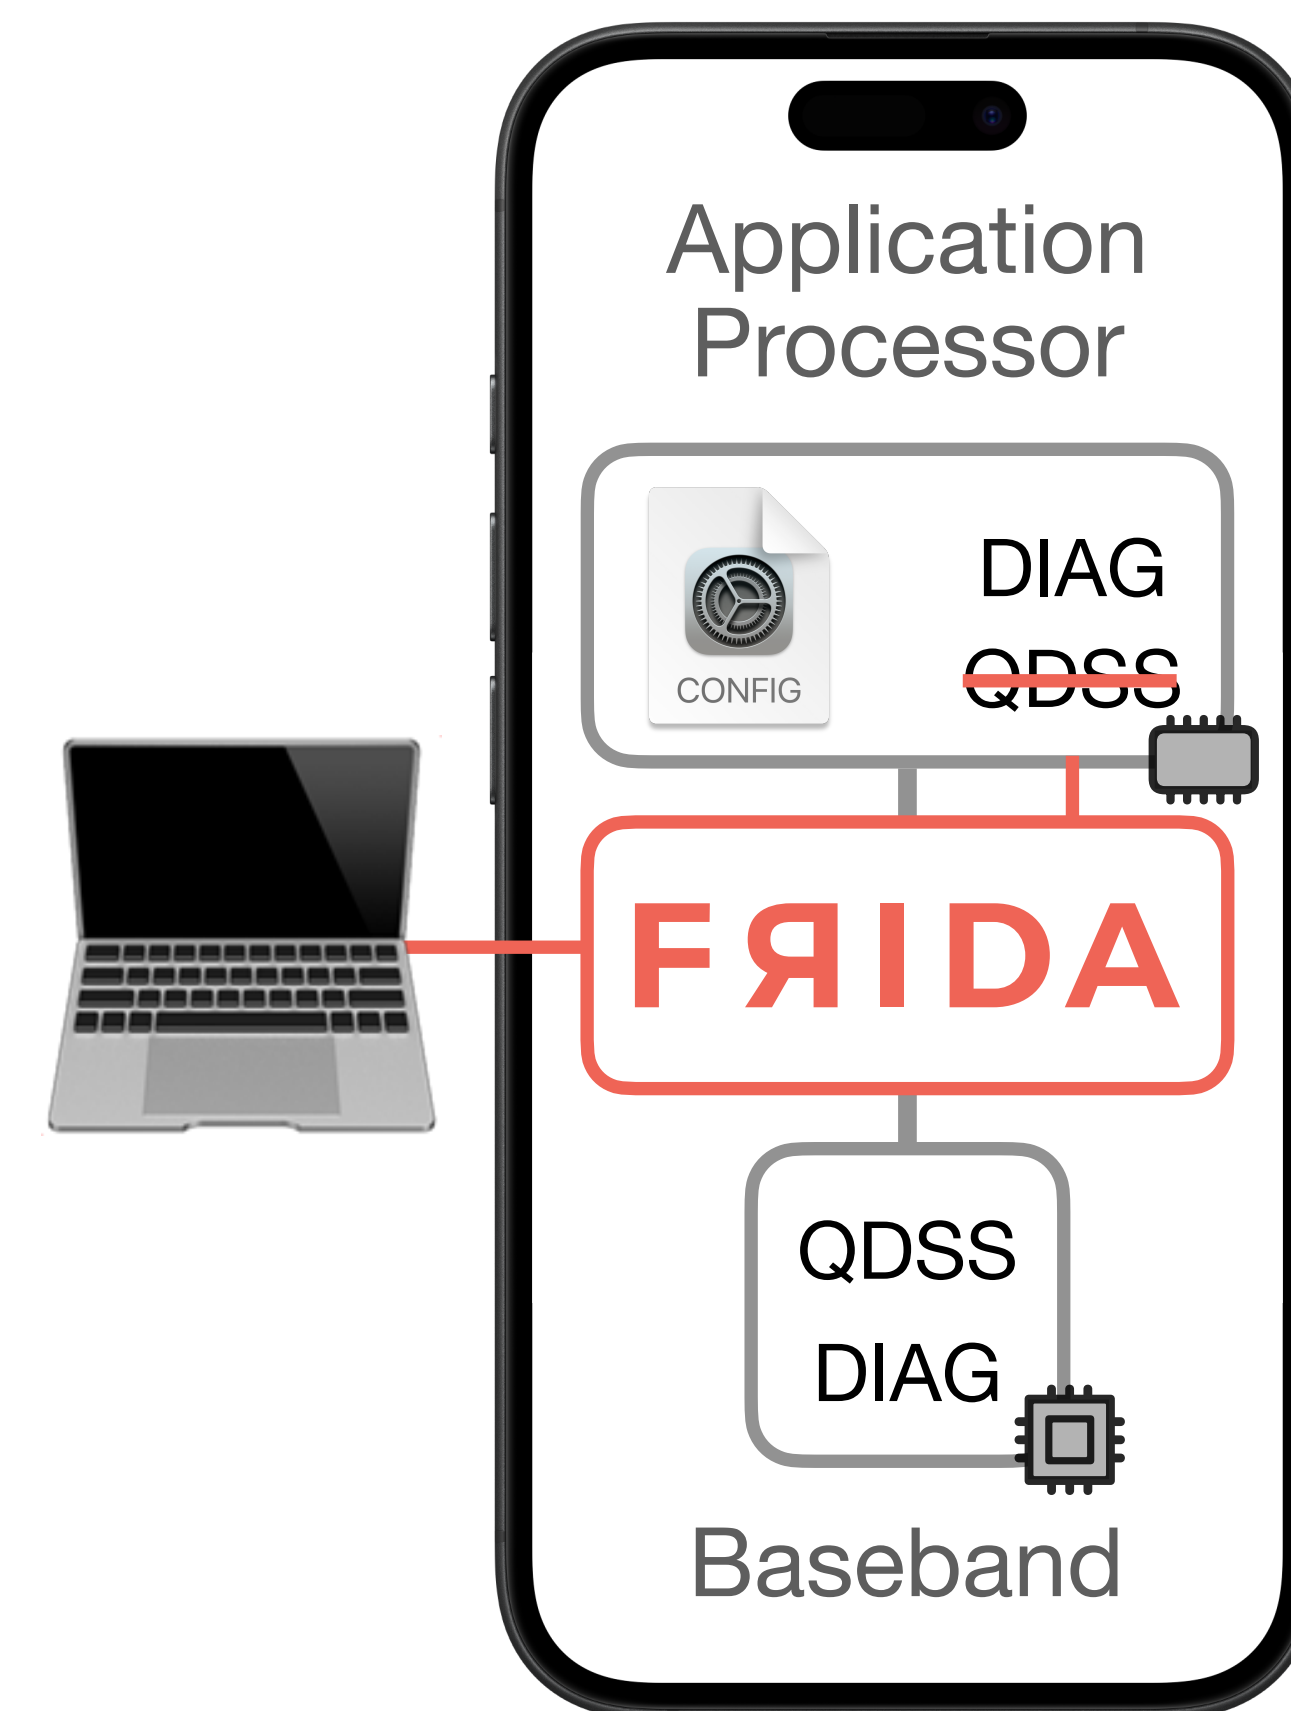 Application
Processor
DIAG
QDSS
CONFIG
FЯIDA
QDSS
DIAG
Baseband